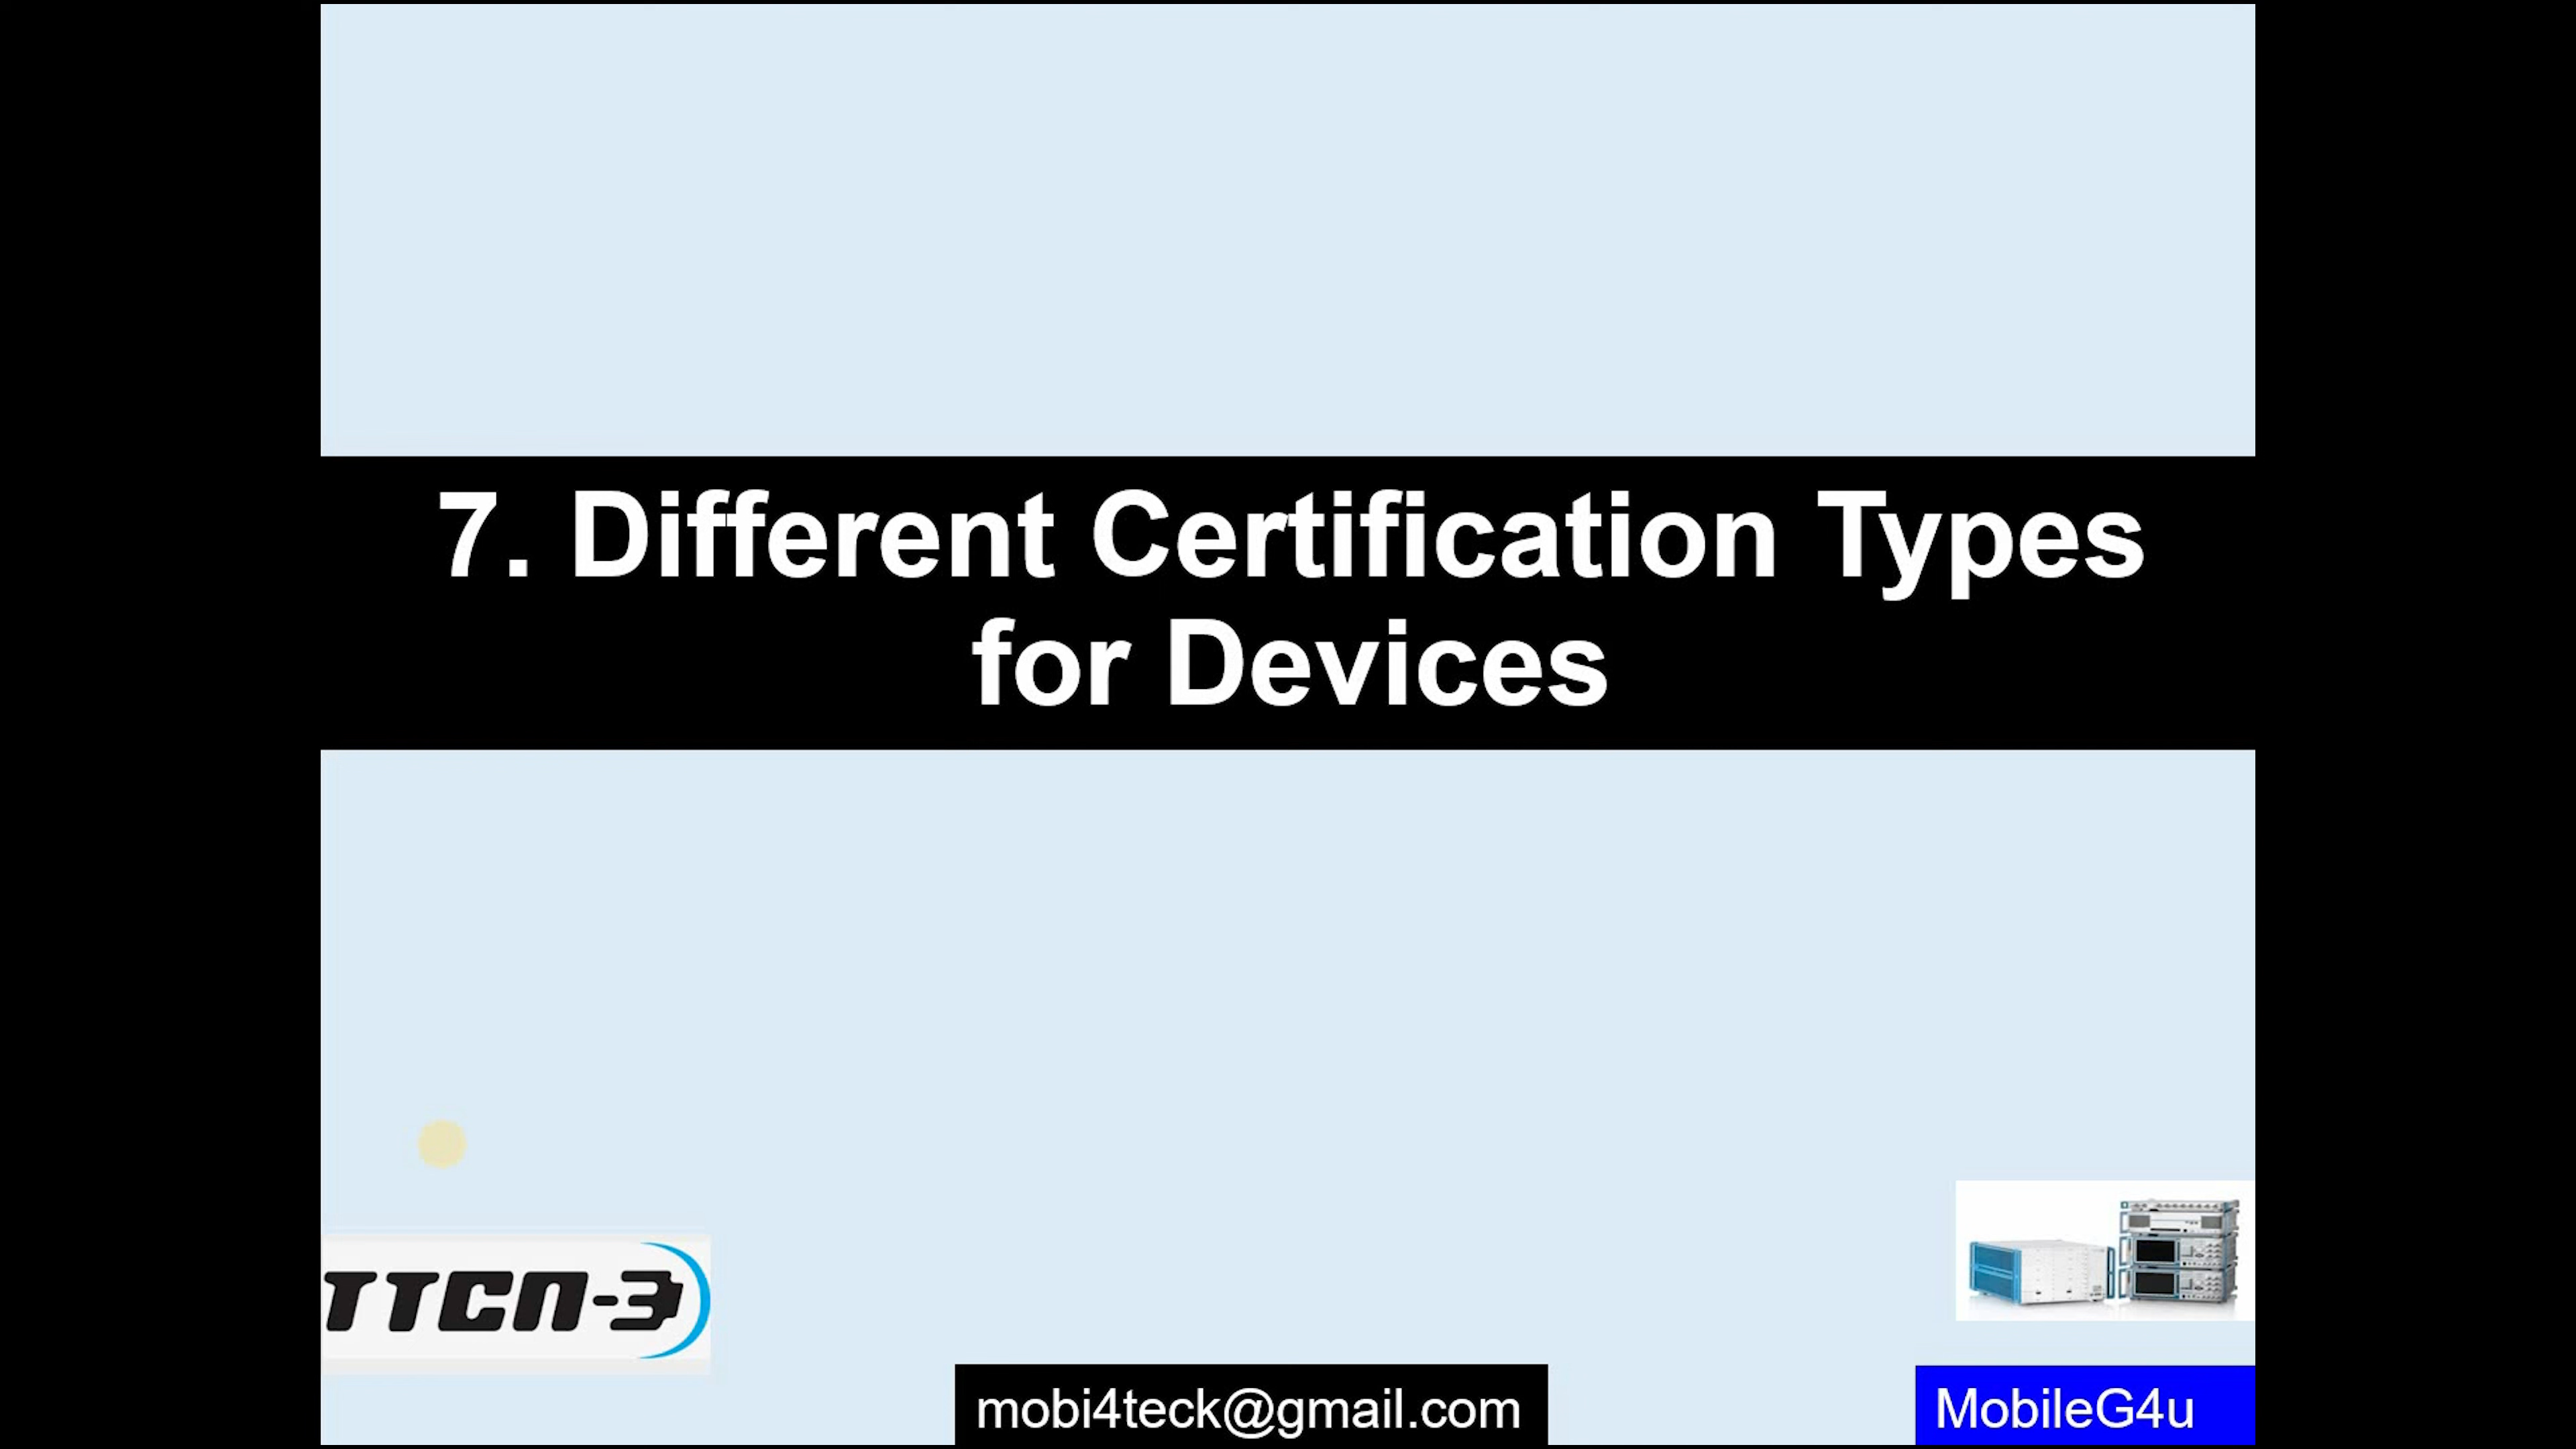 7. Different Certification Types
for Devices
TTCN-3
mobi4teck@gmail.com
MobileG4u